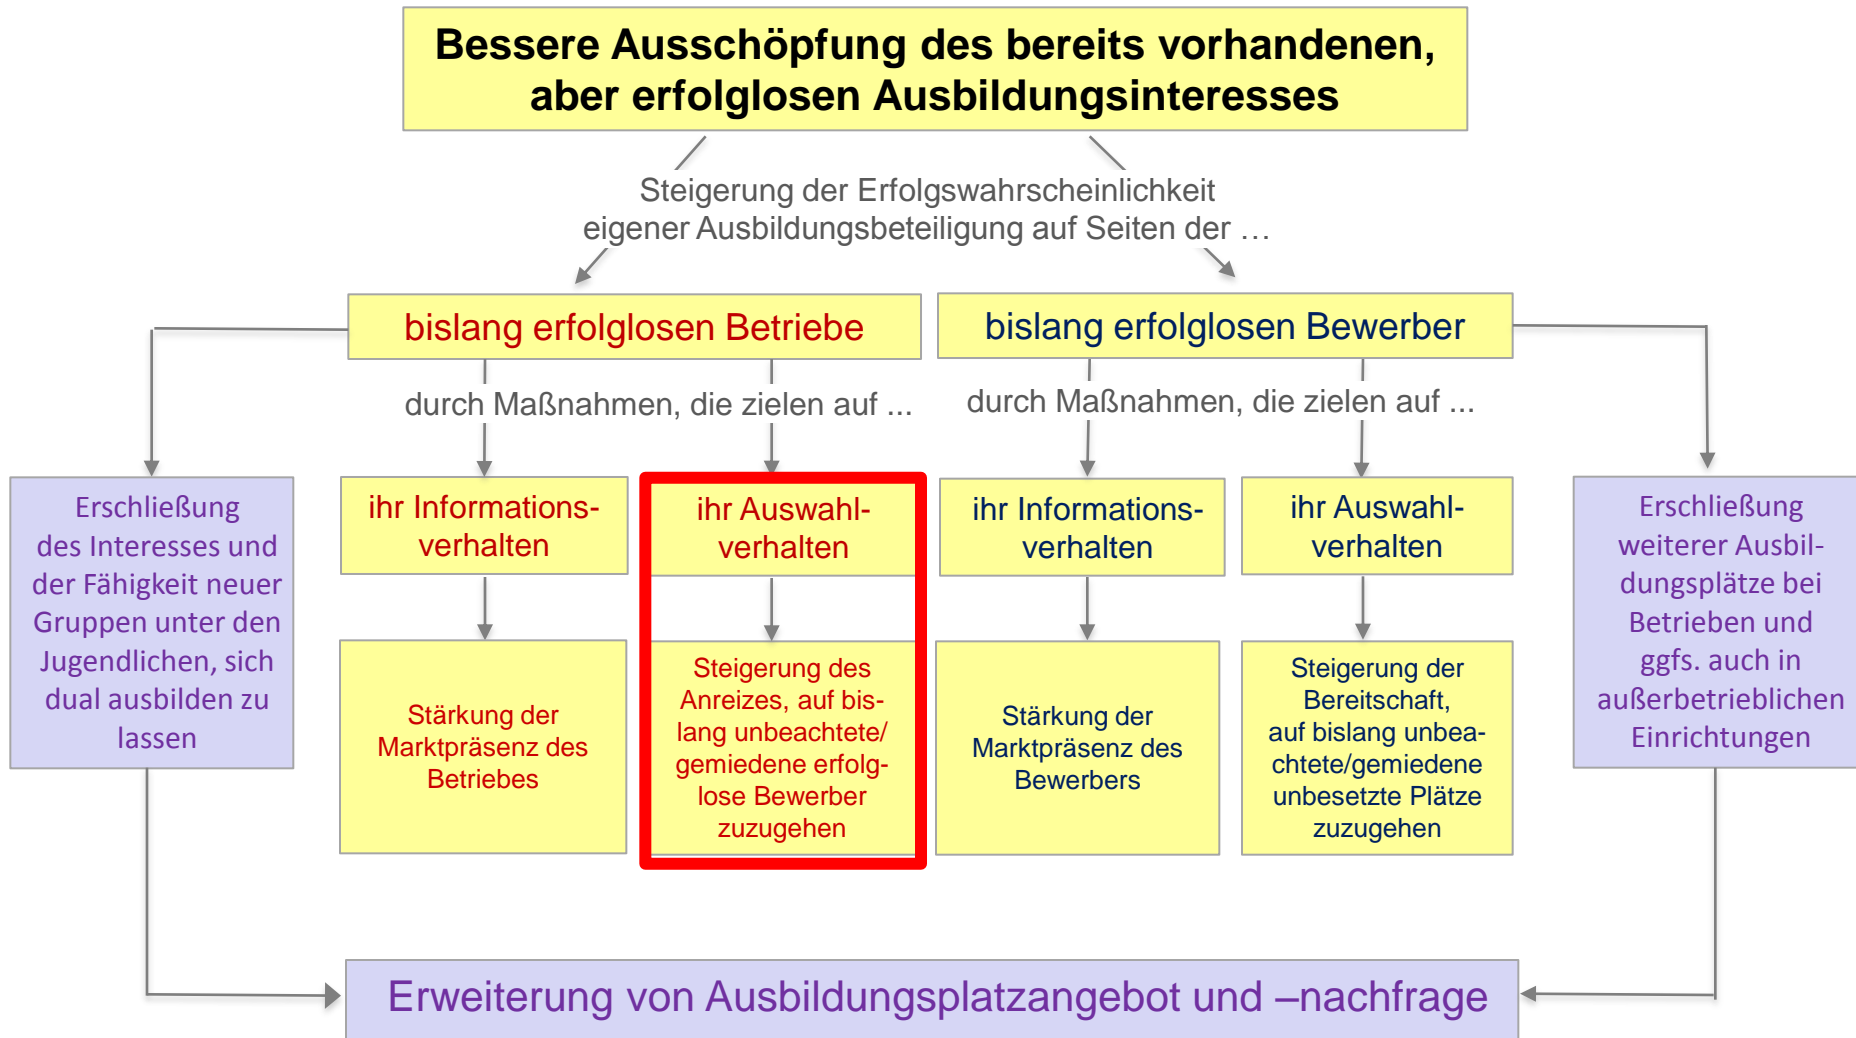 Bessere Ausschöpfung des bereits vorhandenen,
aber erfolglosen Ausbildungsinteresses
Steigerung der Erfolgswahrscheinlichkeit
eigener Ausbildungsbeteiligung auf Seiten der …
bislang erfolglosen Betriebe
bislang erfolglosen Bewerber
durch Maßnahmen, die zielen auf ...
durch Maßnahmen, die zielen auf ...
Erschließung
des Interesses und
der Fähigkeit neuer
Gruppen unter den
Jugendlichen, sich
dual ausbilden zu
lassen
ihr Informations-
verhalten
ihr Auswahl-
verhalten
ihr Informations-
verhalten
ihr Auswahl-
verhalten
Erschließung
weiterer Ausbil-
dungsplätze bei
Betrieben und
ggfs. auch in
außerbetrieblichen
Einrichtungen
Stärkung der
Marktpräsenz des
Betriebes
Steigerung des
Anreizes, auf bis-
lang unbeachtete/
gemiedene erfolg-
lose Bewerber
zuzugehen
Stärkung der
Marktpräsenz des
Bewerbers
Steigerung der
Bereitschaft,
auf bislang unbea-
chtete/gemiedene
unbesetzte Plätze
zuzugehen
Erweiterung von Ausbildungsplatzangebot und –nachfrage